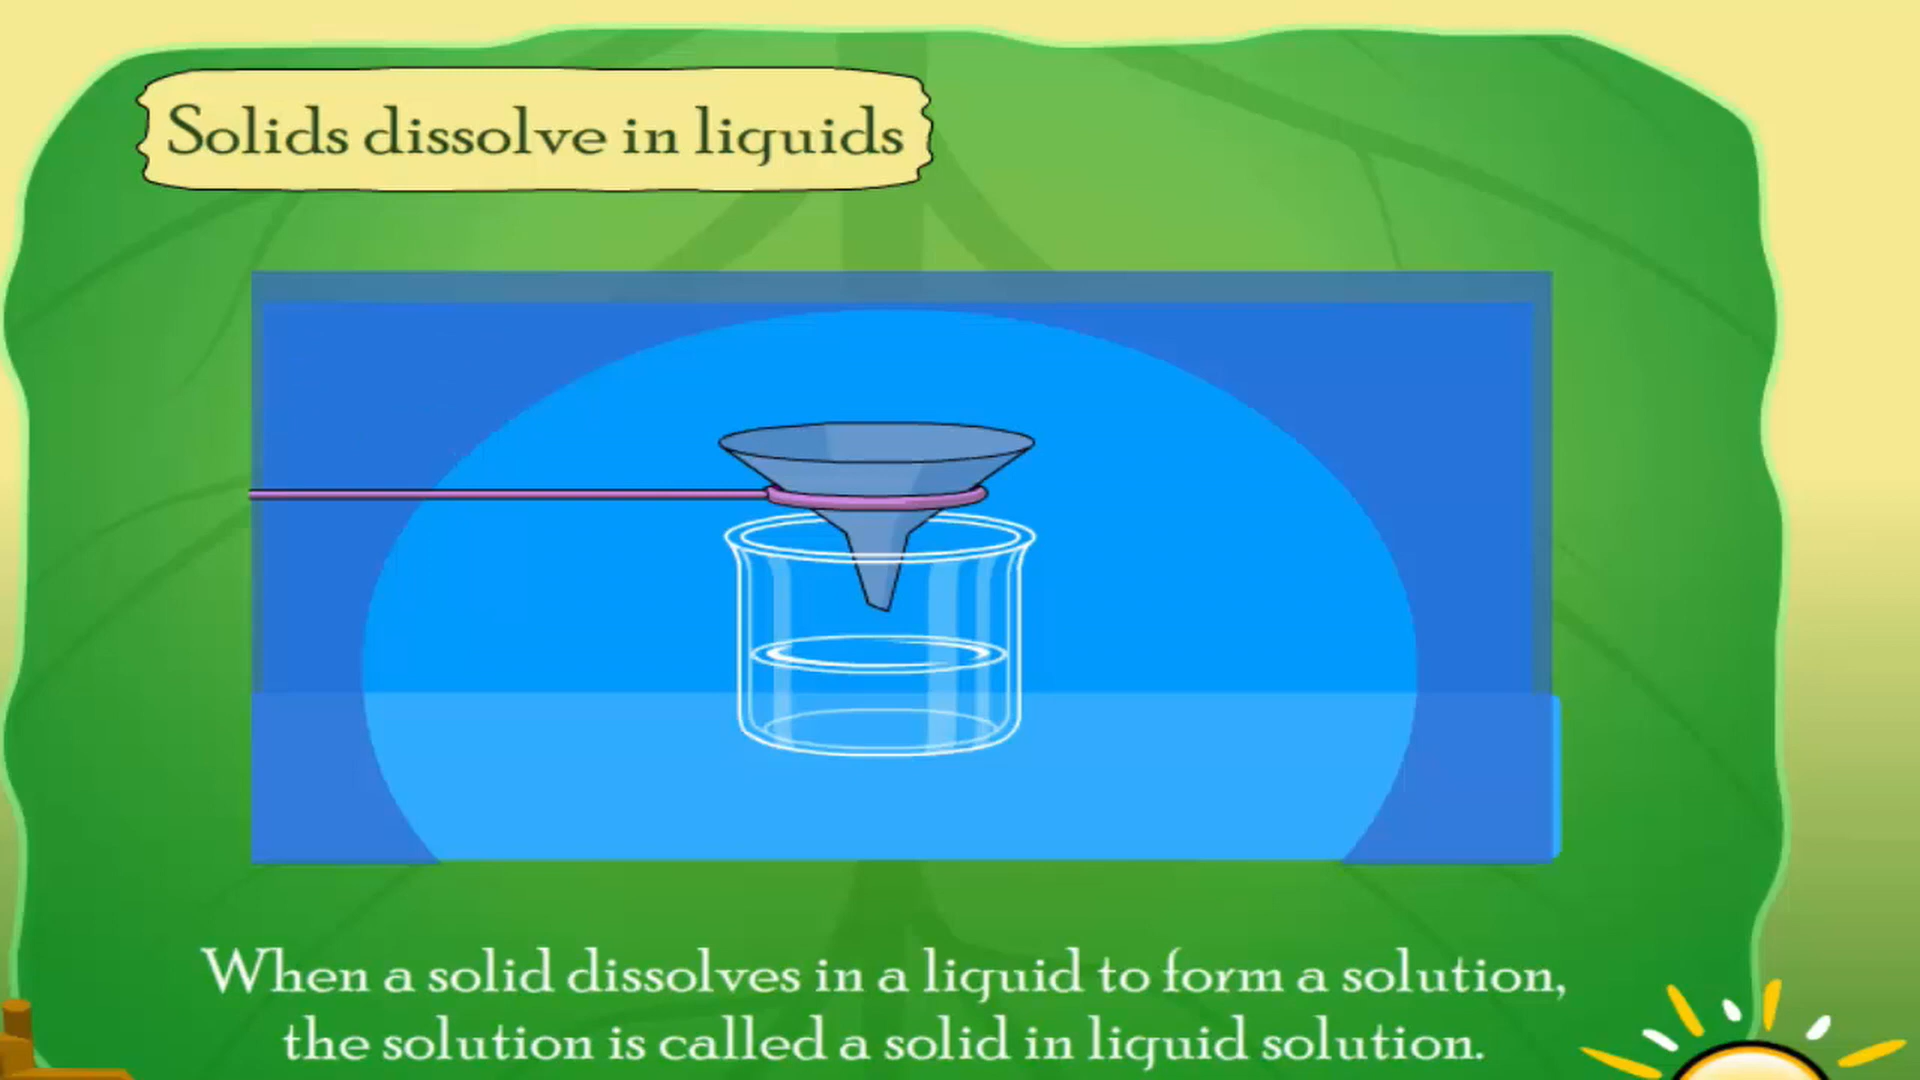 Solids dissolve in liquids
When a solid dissolves in a liquid to form a solution,
the solution is called a solid in liquid solution.